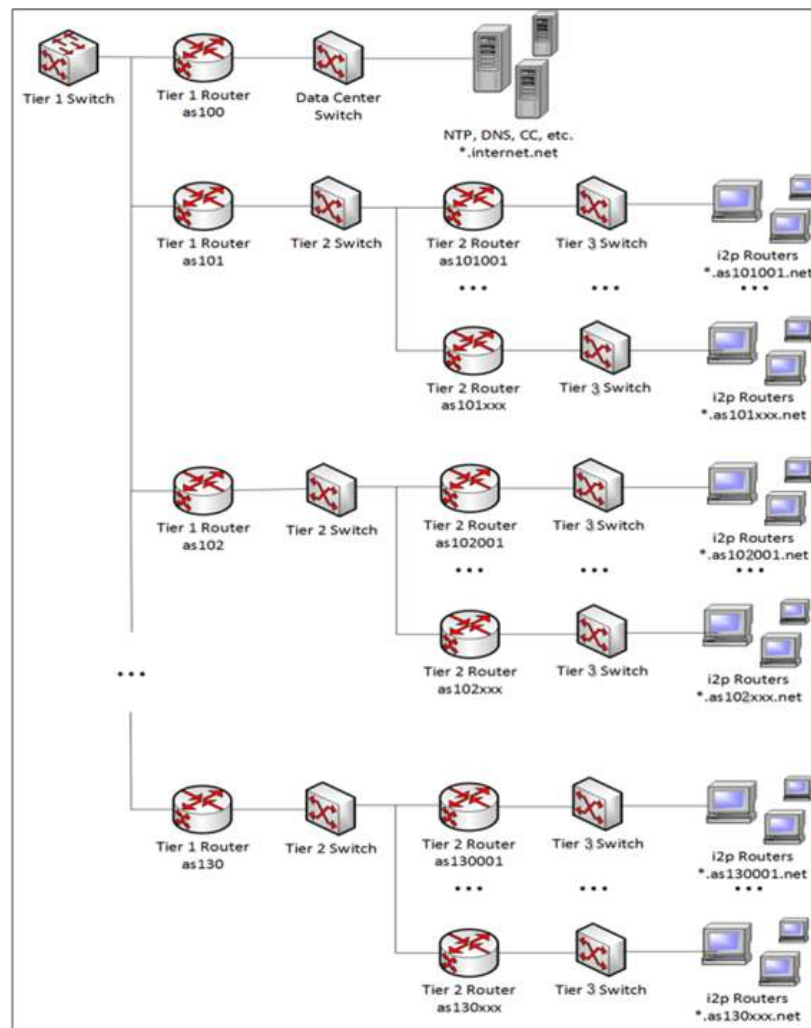 Tier 1 Switch
Tier 1 Router
as100
Data Center
Switch
NTP, DNS, CC, etc.
*.internet.net
Tier 1 Router
as101
Tier 2 Switch
Tier 2 Router
as101001
Tier 3 Switch
i2p Routers
*.as101001.net
•••
•••
•••
Tier 2 Router
as101xxx
Tier 3 Switch
i2p Routers
*.as101xxx.net
Tier 1 Router
as102
Tier 2 Switch
Tier 2 Router
as102001
Tier 3 Switch
i2p Routers
*.as102001.net
•••
•••
•••
Tier 2 Router
as102xxx
Tier 3 Switch
i2p Routers
*.as102xxx.net
•••
Tier 1 Router
as130
Tier 2 Switch
Tier 2 Router
as130001
Tier 3 Switch
i2p Routers
*.as130001.net
•••
•••
•••
Tier 2 Router
as130xxx
Tier 3 Switch
i2p Routers
*.as130xxx.net